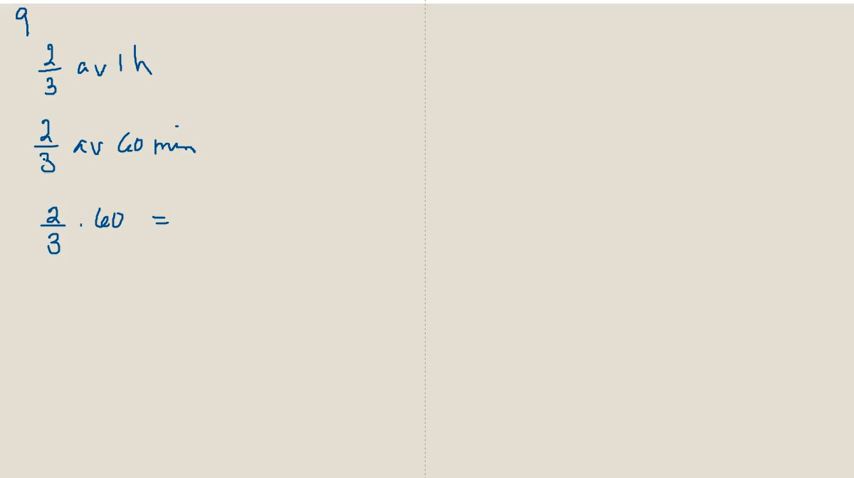 9
2/3 av 1 h
2/3 av 60 min
2/3 · 60 =